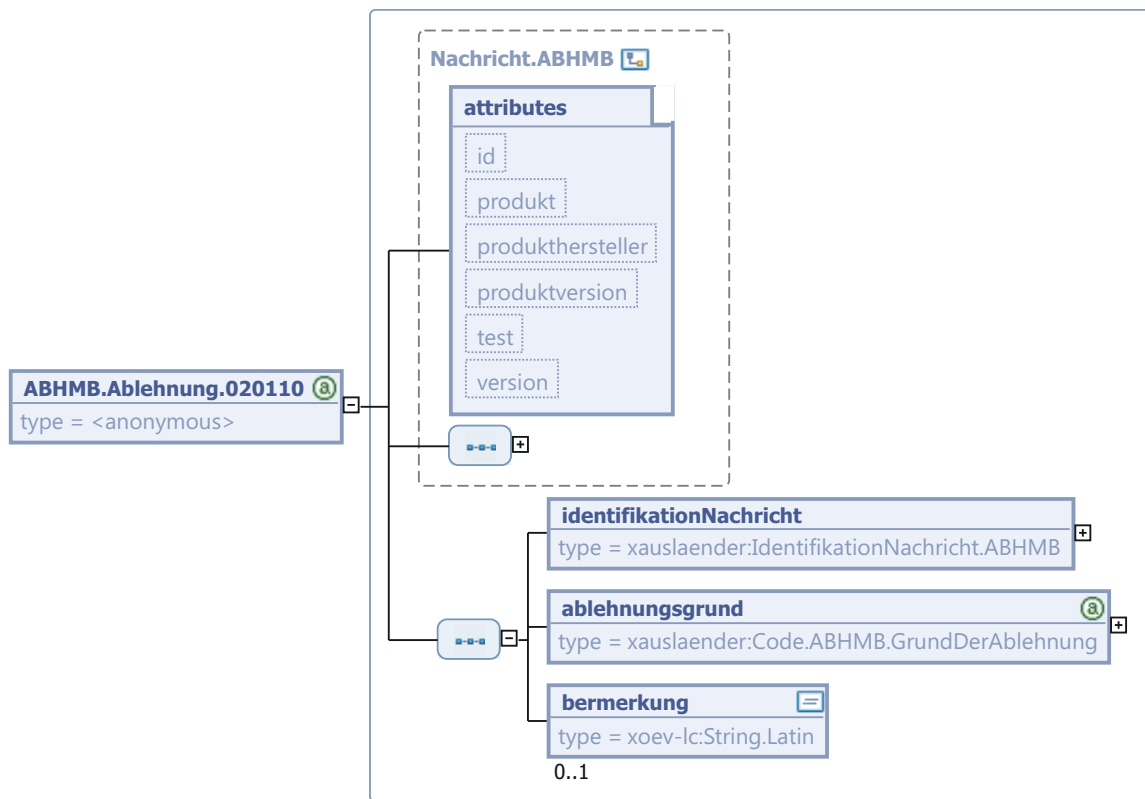 Nachricht.ABHMB
attributes
id
produkt
produkthersteller
produktversion
test
version
ABHMB.Ablehnung.020110
type = <anonymous>
identifikationNachricht
type = xauslaender:IdentifikationNachricht.ABHMB
ablehnungsgrund
type = xauslaender:Code.ABHMB.GrundDerAblehnung
bermerkung
type = xoev-lc:String.Latin
0..1